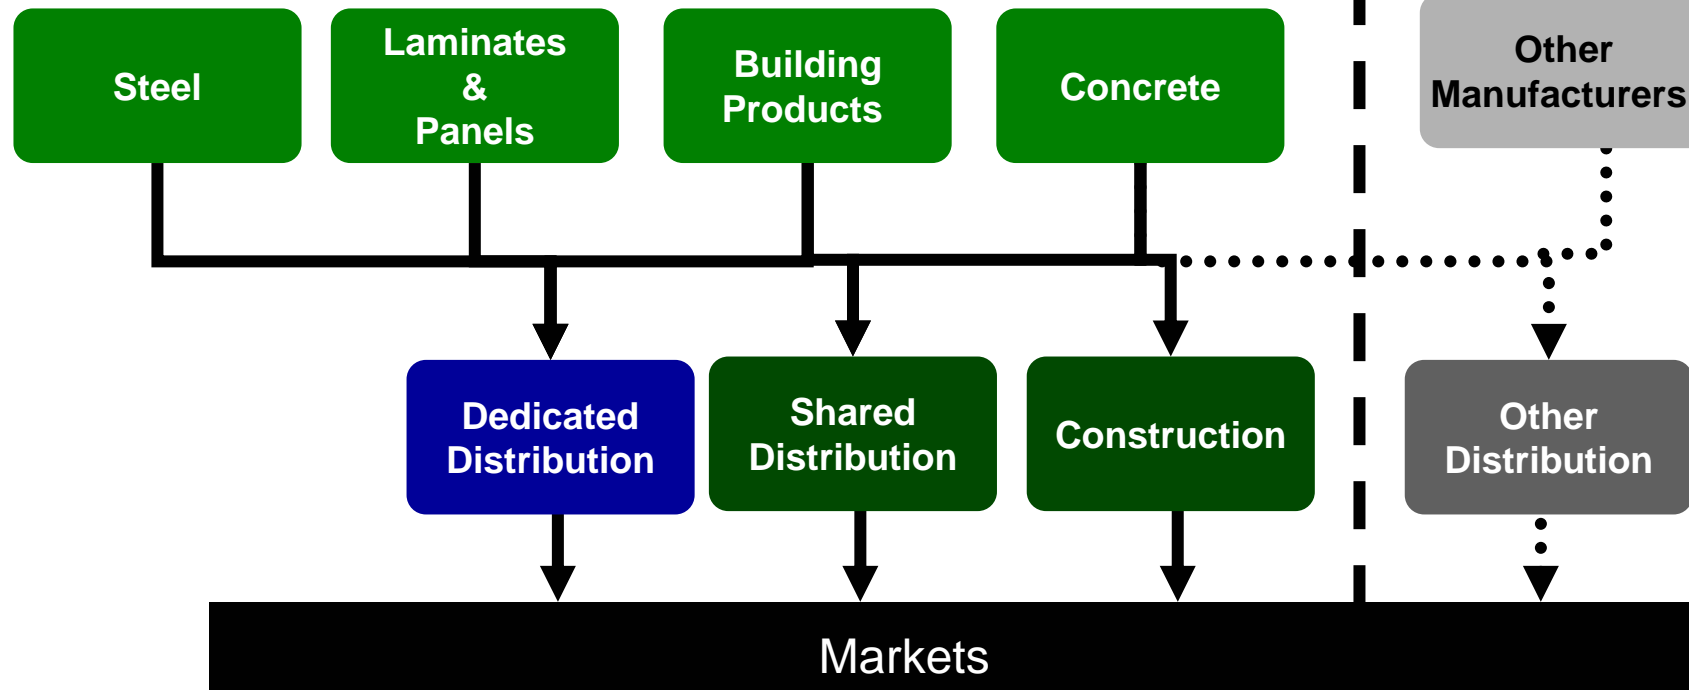 Steel
Laminates
&
Panels
Building
Products
Concrete
Other
Manufacturers
Dedicated
Distribution
Shared
Distribution
Construction
Other
Distribution
Markets